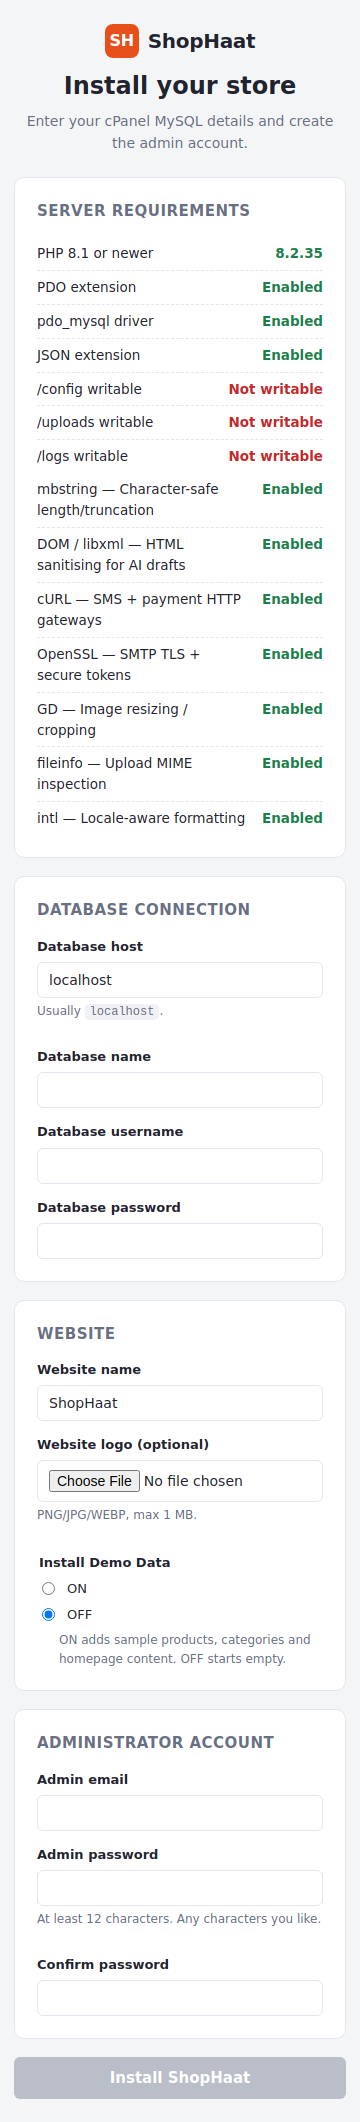 SH ShopHaat
Install your store
Enter your cPanel MySQL details and create
the admin account.
SERVER REQUIREMENTS
PHP 8.1 or newer 8.2.35
PDO extension Enabled
pdo_mysql driver Enabled
JSON extension Enabled
/config writable Not writable
/uploads writable Not writable
/logs writable Not writable
mbstring — Character-safe Enabled
length/truncation
DOM / libxml — HTML Enabled
sanitising for AI drafts
cURL — SMS + payment HTTP Enabled
gateways
OpenSSL — SMTP TLS + Enabled
secure tokens
GD — Image resizing / Enabled
cropping
fileinfo — Upload MIME Enabled
inspection
intl — Locale-aware formatting Enabled
DATABASE CONNECTION
Database host
localhost
Usually localhost.
Database name
Database username
Database password
WEBSITE
Website name
ShopHaat
Website logo (optional)
Choose File No file chosen
PNG/JPG/WEBP, max 1 MB.
Install Demo Data
ON
OFF
ON adds sample products, categories and
homepage content. OFF starts empty.
ADMINISTRATOR ACCOUNT
Admin email
Admin password
At least 12 characters. Any characters you like.
Confirm password
Install ShopHaat